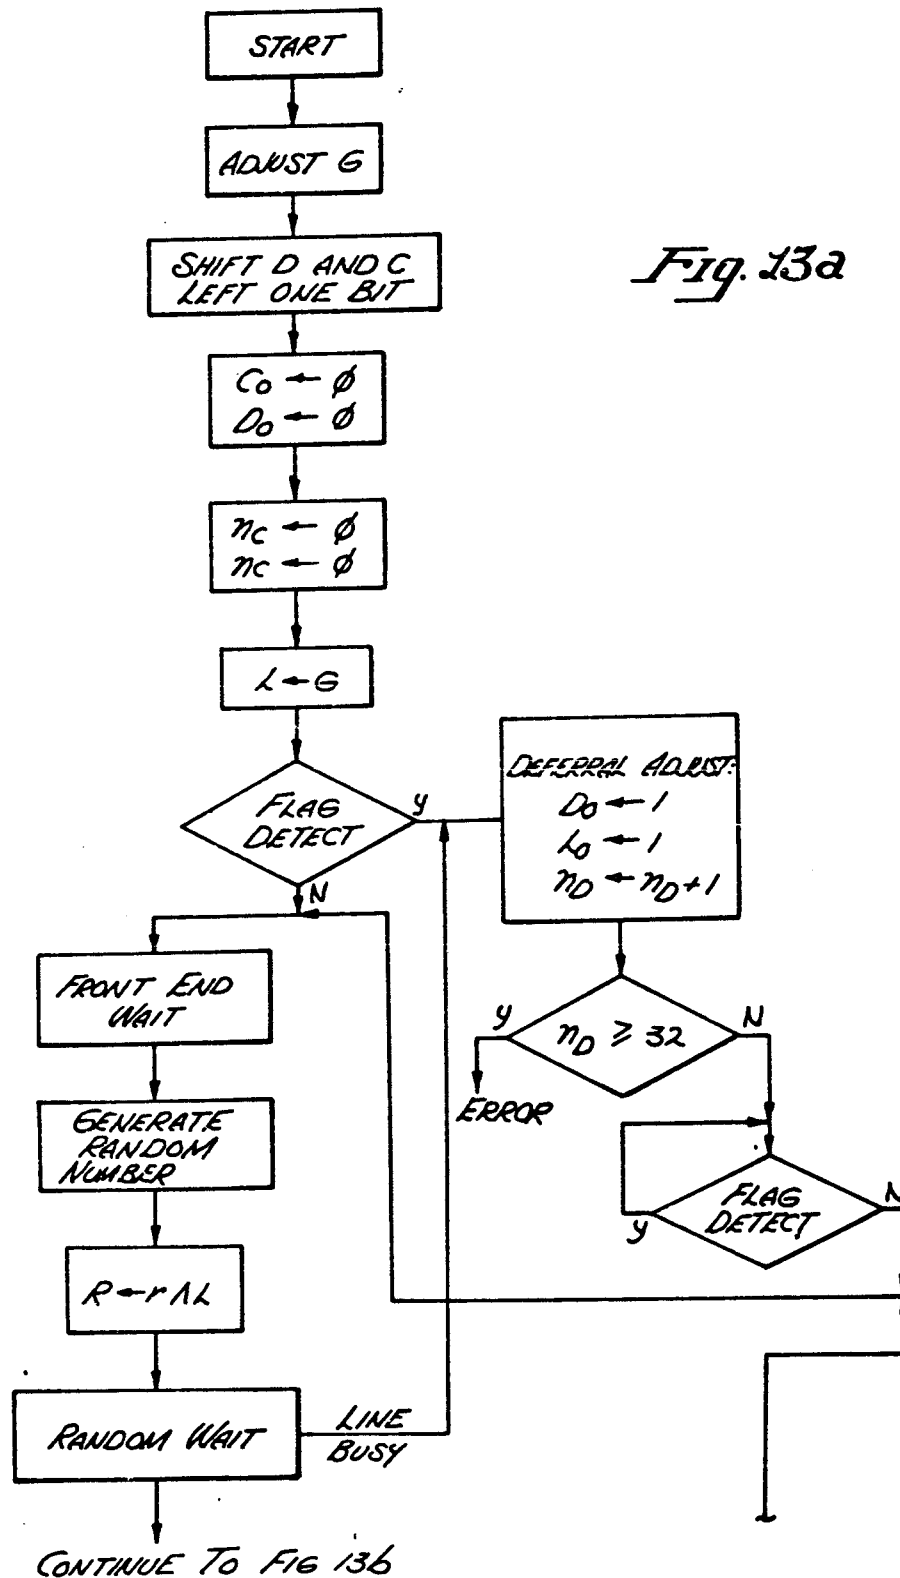 START
ADJUST G
Fig. 13a
SHIFT D AND C
LEFT ONE BIT
C0 ← ϕ
D0 ← ϕ
nC ← ϕ
nC ← ϕ
L ← G
FLAG
DETECT
Y
N
DEFERRAL ADJUST:
D0 ← 1
L0 ← 1
nD ← nD+1
nD ≥ 32
Y
N
ERROR
FLAG
DETECT
Y
N
FRONT END
WAIT
GENERATE
RANDOM
NUMBER
R ← r Λ L
RANDOM WAIT
LINE
BUSY
CONTINUE TO FIG 13b